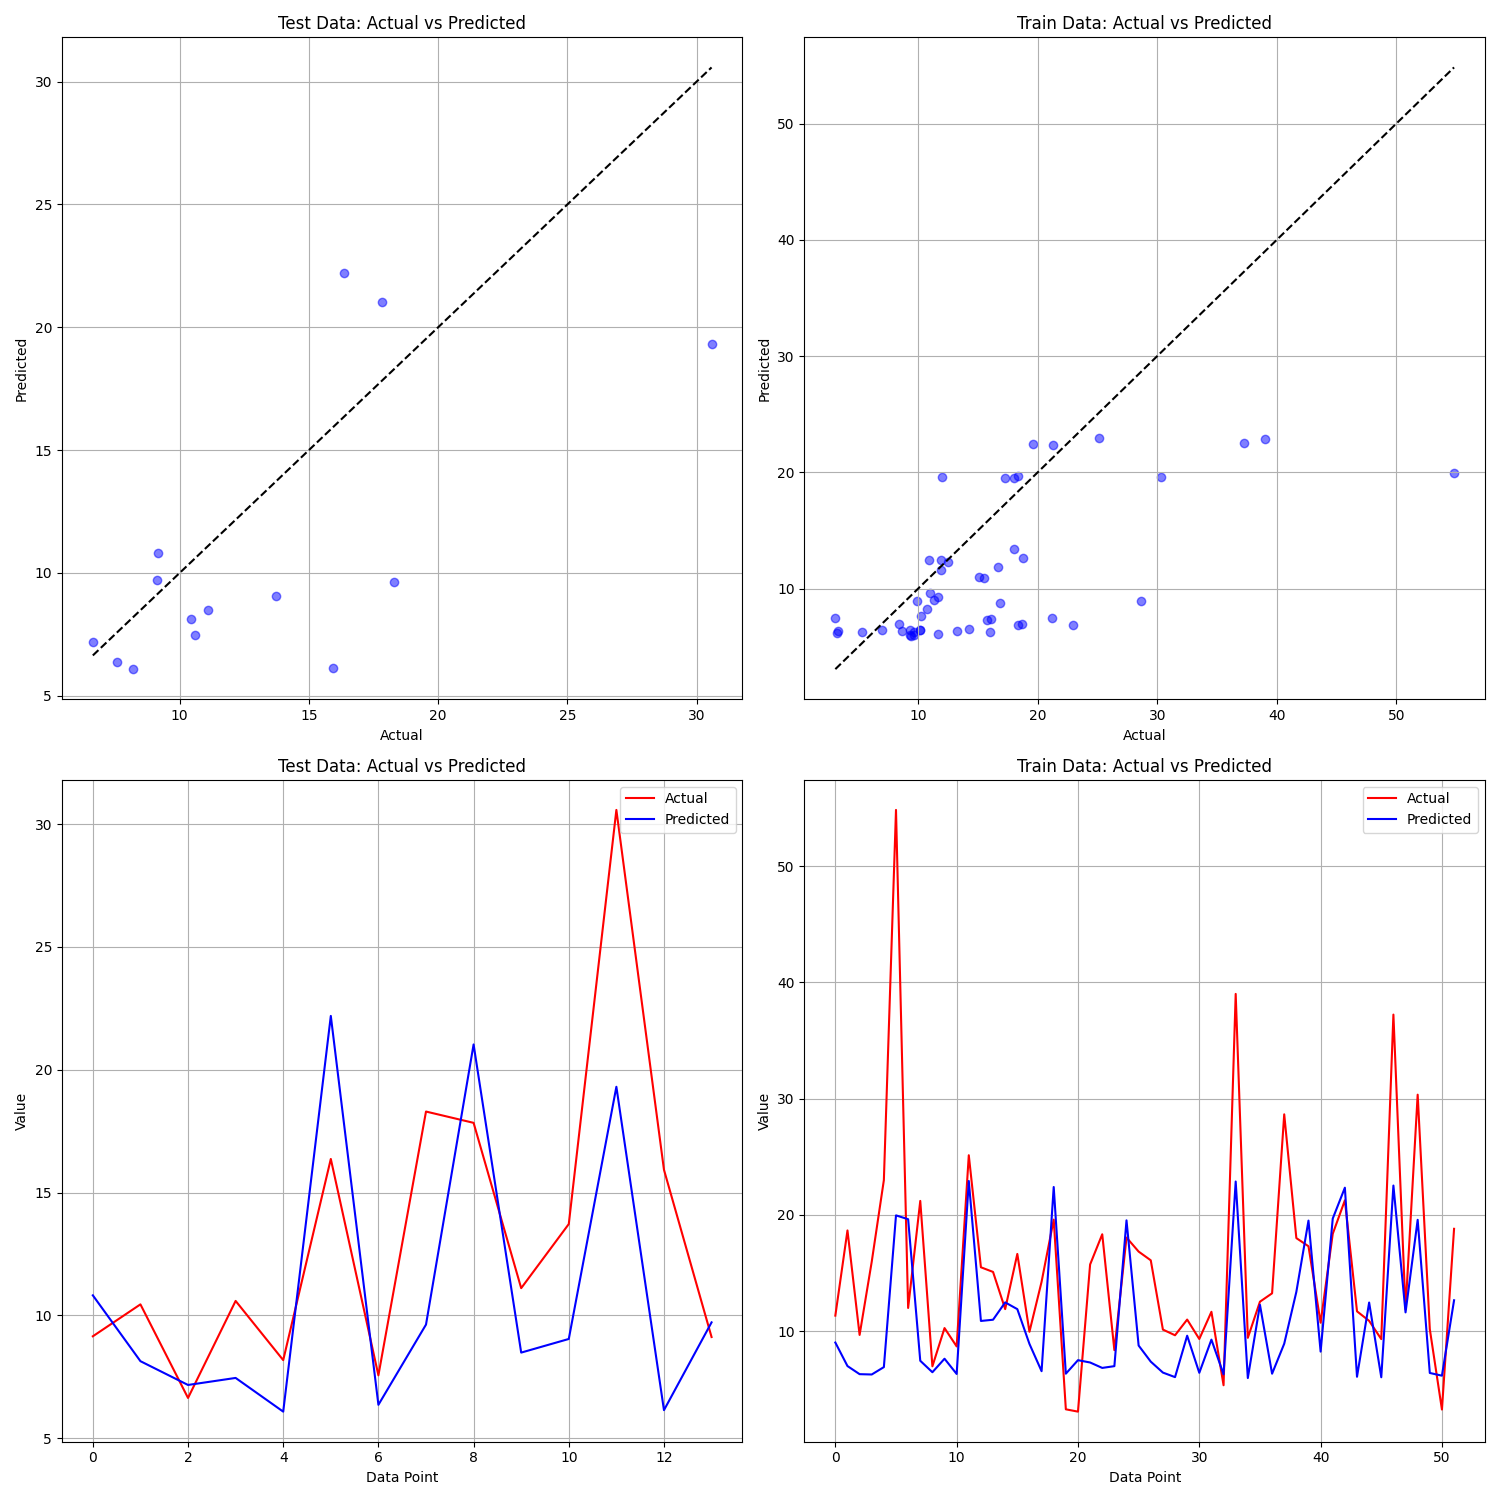 Test Data: Actual vs Predicted
30
25
20
15
10
5
Predicted
10 15 20 25 30
Actual
Train Data: Actual vs Predicted
50
40
30
20
10
Predicted
10 20 30 40 50
Actual
Test Data: Actual vs Predicted
Actual
Predicted
30
25
20
15
10
5
Value
0 2 4 6 8 10 12
Data Point
Train Data: Actual vs Predicted
Actual
Predicted
50
40
30
20
10
Value
0 10 20 30 40 50
Data Point